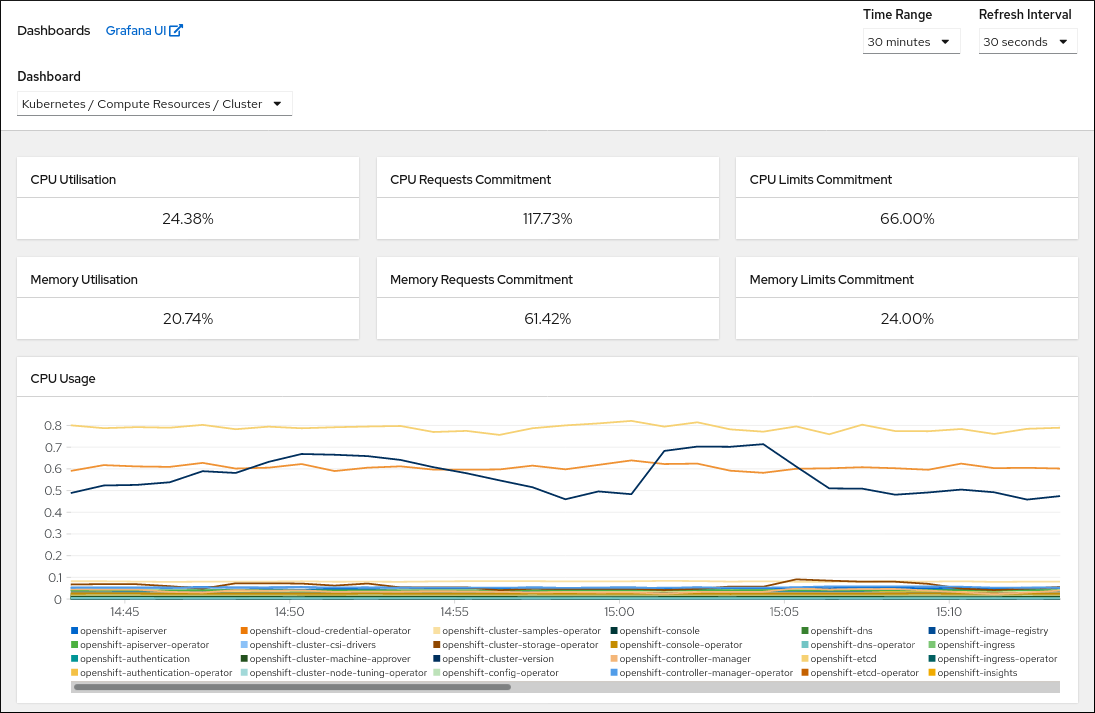 Dashboards Grafana UI
Time Range Refresh Interval
30 minutes 30 seconds
Dashboard
Kubernetes / Compute Resources / Cluster
CPU Utilisation CPU Requests Commitment CPU Limits Commitment
24.38% 117.73% 66.00%
Memory Utilisation Memory Requests Commitment Memory Limits Commitment
20.74% 61.42% 24.00%
CPU Usage
0.8
0.7
0.6
0.5
0.4
0.3
0.2
0.1
0
14:45 14:50 14:55 15:00 15:05 15:10
openshift-apiserver openshift-cloud-credential-operator openshift-cluster-samples-operator openshift-console openshift-dns openshift-image-registry
openshift-apiserver-operator openshift-cluster-csi-drivers openshift-cluster-storage-operator openshift-console-operator openshift-dns-operator openshift-ingress
openshift-authentication openshift-cluster-machine-approver openshift-cluster-version openshift-controller-manager openshift-etcd openshift-ingress-operator
openshift-authentication-operator openshift-cluster-node-tuning-operator openshift-config-operator openshift-controller-manager-operator openshift-etcd-operator openshift-insights